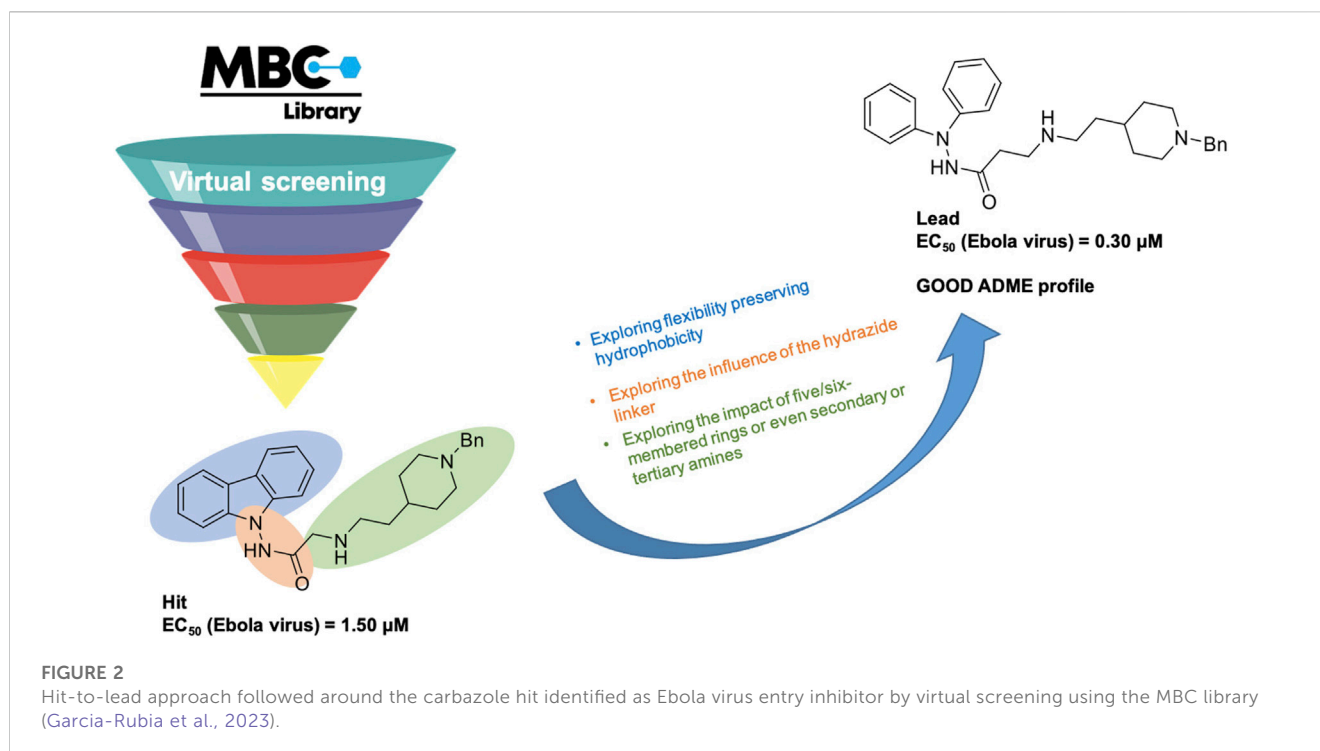 MBC
Library
Virtual screening
N
HN
O
N
H
N
Bn
Hit
EC₅₀ (Ebola virus) = 1.50 µM
• Exploring flexibility preserving
hydrophobicity
• Exploring the influence of the hydrazide
linker
• Exploring the impact of five/six-
membered rings or even secondary or
tertiary amines
N
HN
O
H
N
N
Bn
Lead
EC₅₀ (Ebola virus) = 0.30 µM
GOOD ADME profile
FIGURE 2
Hit-to-lead approach followed around the carbazole hit identified as Ebola virus entry inhibitor by virtual screening using the MBC library
(Garcia-Rubia et al., 2023).